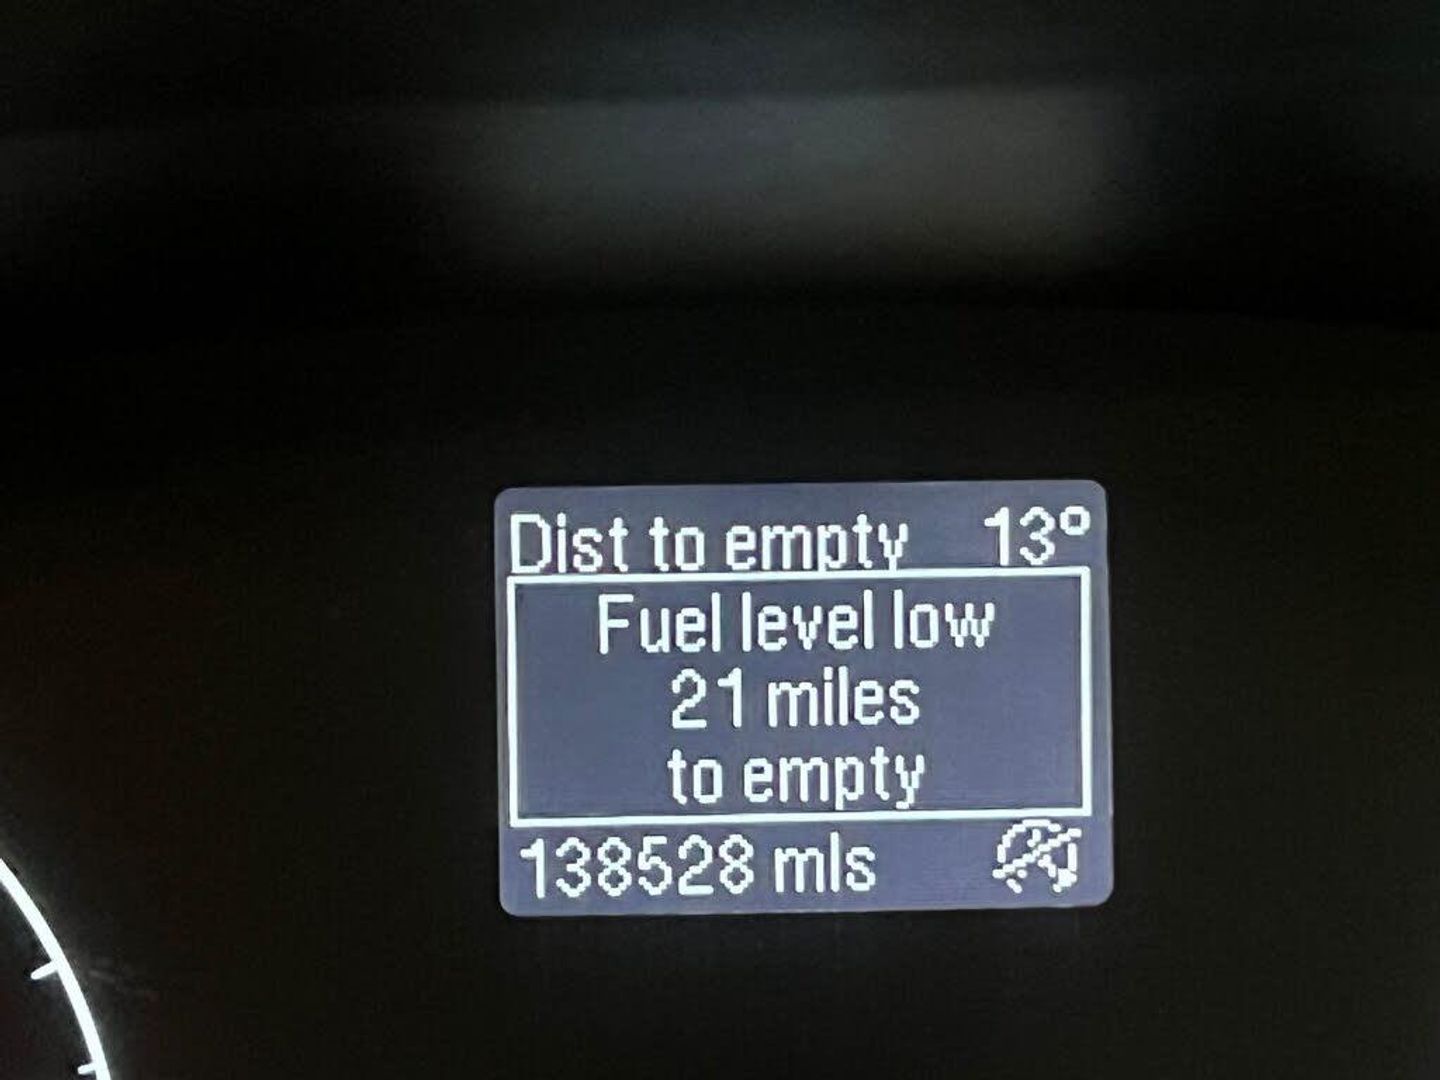 Dist to empty 13°
Fuel level low
21 miles
to empty
138528 mls